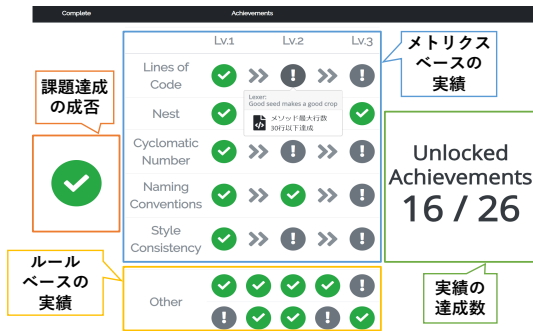 Complete
Achievements
Lv.1
Lv.2
Lv.3
メトリクス
ベースの
実績
Lines of
Code
課題達成
の成否
Lexer:
Good seed makes a good crop
メソッド最大行数
30行以下達成
Nest
Cyclomatic
Number
Unlocked
Achievements
16 / 26
Naming
Conventions
Style
Consistency
ルール
ベースの
実績
Other
実績の
達成数